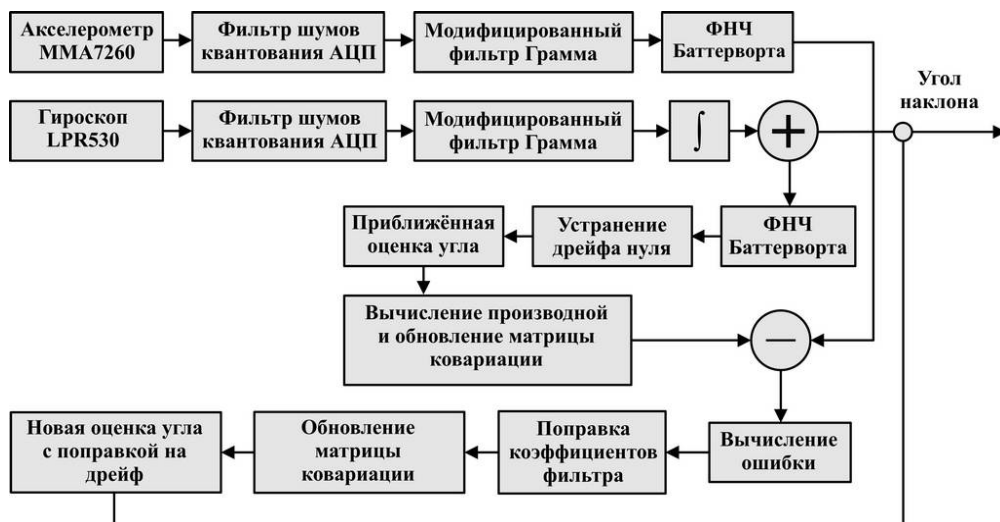 Акселерометр
MMA7260
Фильтр шумов
квантования АЦП
Модифицированный
фильтр Грамма
ФНЧ
Баттерворта
Угол
наклона
Гироскоп
LPR530
Фильтр шумов
квантования АЦП
Модифицированный
фильтр Грамма
∫
+
ФНЧ
Баттерворта
Устранение
дрейфа нуля
Приближённая
оценка угла
Вычисление производной
и обновление матрицы
ковариации
−
Вычисление
ошибки
Поправка
коэффициентов
фильтра
Обновление
матрицы
ковариации
Новая оценка угла
с поправкой на
дрейф